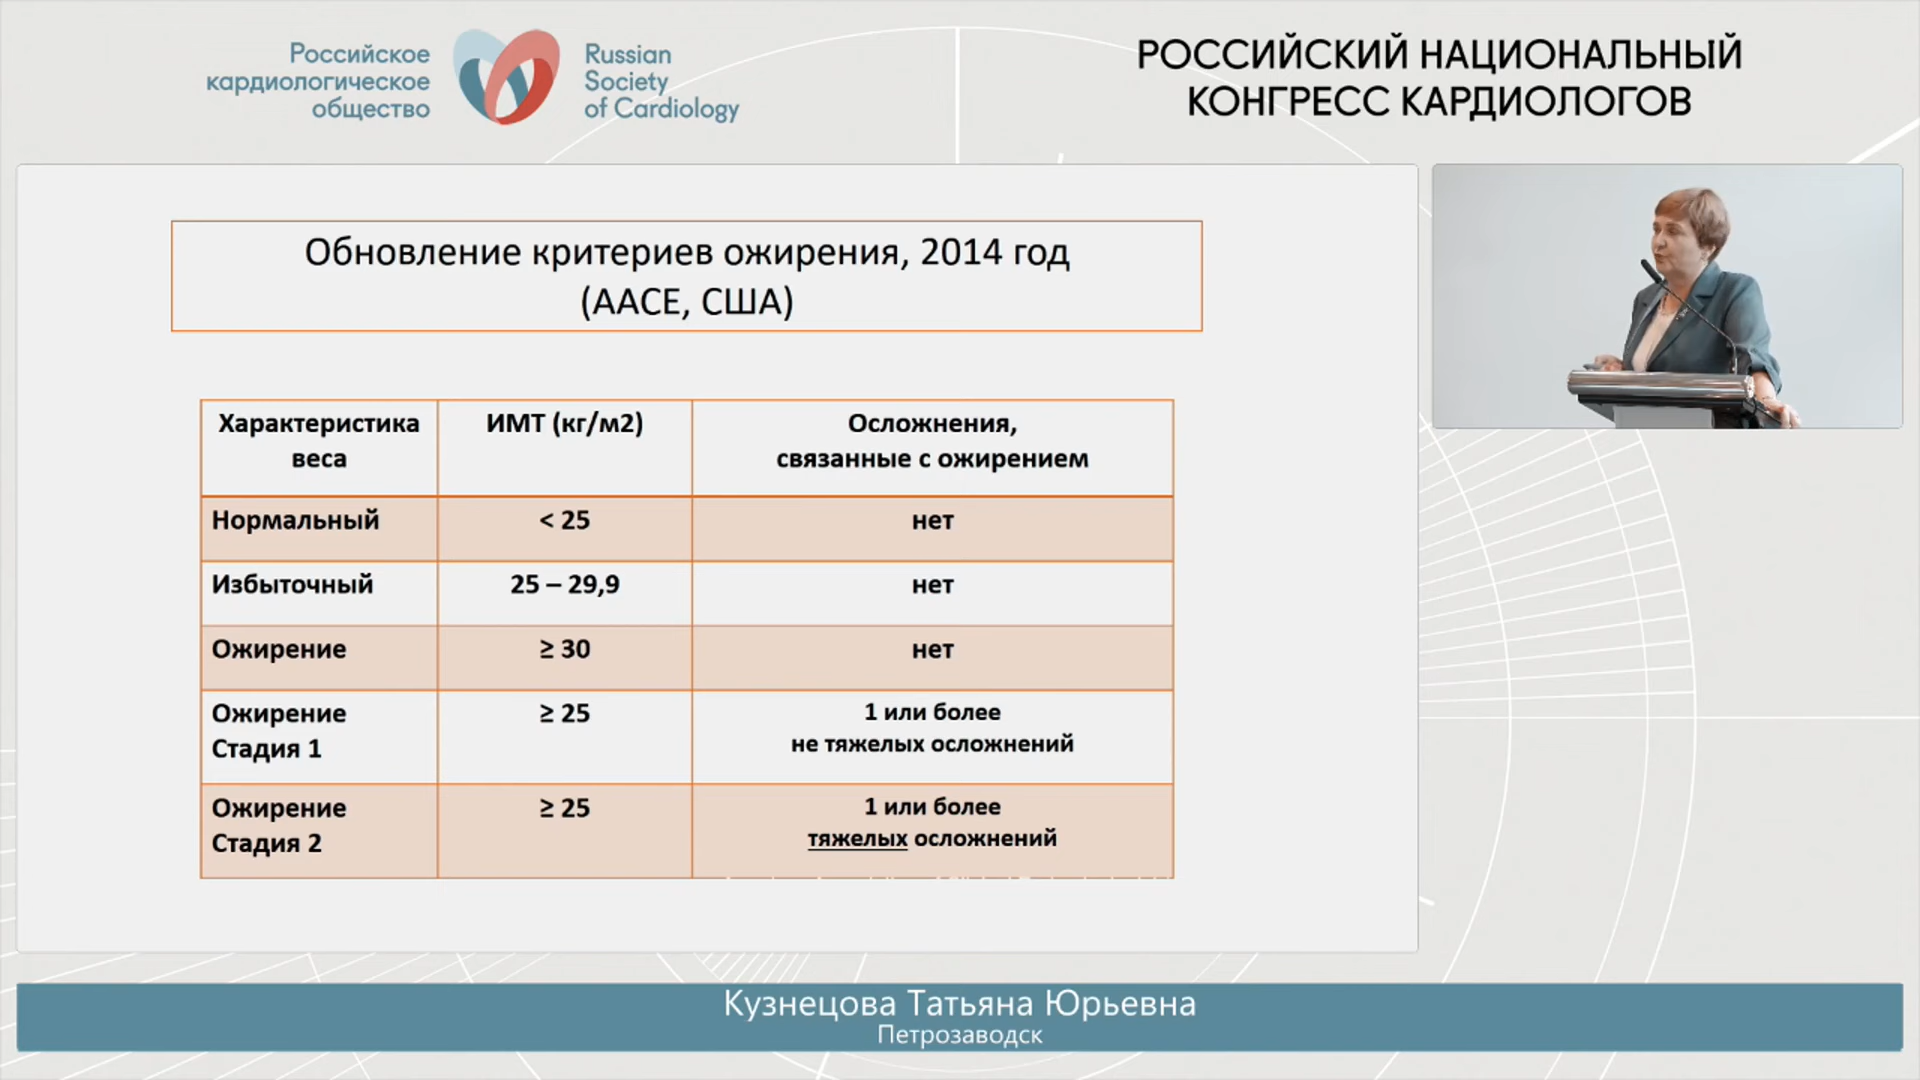 Российское
кардиологическое
общество
Russian
Society
of Cardiology
РОССИЙСКИЙ НАЦИОНАЛЬНЫЙ
КОНГРЕСС КАРДИОЛОГОВ
Обновление критериев ожирения, 2014 год
(AACE, США)
Характеристика
веса
ИМТ (кг/м2)
Осложнения,
связанные с ожирением
Нормальный
< 25
нет
Избыточный
25 – 29,9
нет
Ожирение
≥ 30
нет
Ожирение
Стадия 1
≥ 25
1 или более
не тяжелых осложнений
Ожирение
Стадия 2
≥ 25
1 или более
тяжелых осложнений
Кузнецова Татьяна Юрьевна
Петрозаводск